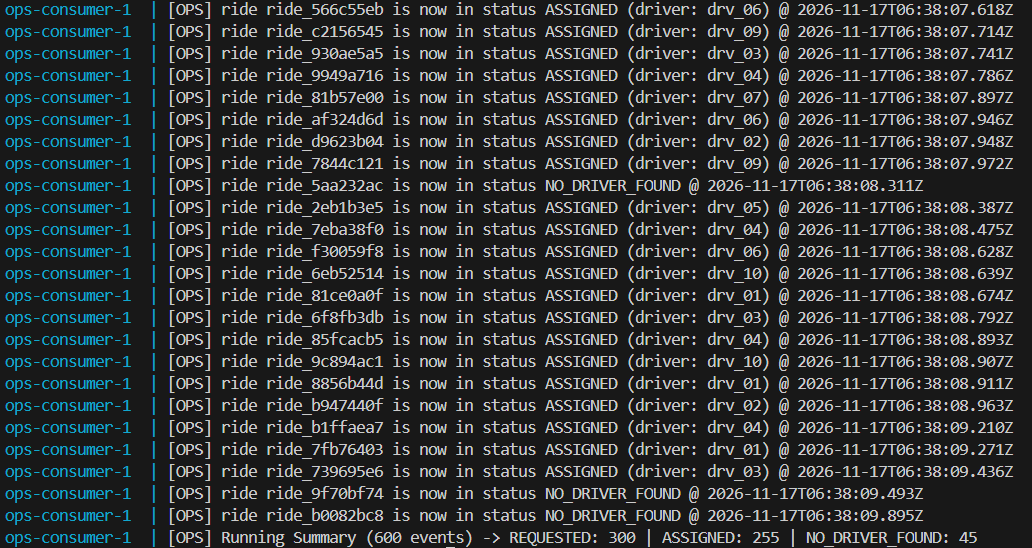 ops-consumer-1 | [OPS] ride ride_566c55eb is now in status ASSIGNED (driver: drv_06) @ 2026-11-17T06:38:07.618Z
ops-consumer-1 | [OPS] ride ride_c2156545 is now in status ASSIGNED (driver: drv_09) @ 2026-11-17T06:38:07.714Z
ops-consumer-1 | [OPS] ride ride_930ae5a5 is now in status ASSIGNED (driver: drv_03) @ 2026-11-17T06:38:07.741Z
ops-consumer-1 | [OPS] ride ride_9949a716 is now in status ASSIGNED (driver: drv_04) @ 2026-11-17T06:38:07.786Z
ops-consumer-1 | [OPS] ride ride_81b57e00 is now in status ASSIGNED (driver: drv_07) @ 2026-11-17T06:38:07.897Z
ops-consumer-1 | [OPS] ride ride_af324d6d is now in status ASSIGNED (driver: drv_06) @ 2026-11-17T06:38:07.946Z
ops-consumer-1 | [OPS] ride ride_d9623b04 is now in status ASSIGNED (driver: drv_02) @ 2026-11-17T06:38:07.948Z
ops-consumer-1 | [OPS] ride ride_7844c121 is now in status ASSIGNED (driver: drv_09) @ 2026-11-17T06:38:07.972Z
ops-consumer-1 | [OPS] ride ride_5aa232ac is now in status NO_DRIVER_FOUND @ 2026-11-17T06:38:08.311Z
ops-consumer-1 | [OPS] ride ride_2eb1b3e5 is now in status ASSIGNED (driver: drv_05) @ 2026-11-17T06:38:08.387Z
ops-consumer-1 | [OPS] ride ride_7eba38f0 is now in status ASSIGNED (driver: drv_04) @ 2026-11-17T06:38:08.475Z
ops-consumer-1 | [OPS] ride ride_f30059f8 is now in status ASSIGNED (driver: drv_06) @ 2026-11-17T06:38:08.628Z
ops-consumer-1 | [OPS] ride ride_6eb52514 is now in status ASSIGNED (driver: drv_10) @ 2026-11-17T06:38:08.639Z
ops-consumer-1 | [OPS] ride ride_81ce0a0f is now in status ASSIGNED (driver: drv_01) @ 2026-11-17T06:38:08.674Z
ops-consumer-1 | [OPS] ride ride_6f8fb3db is now in status ASSIGNED (driver: drv_03) @ 2026-11-17T06:38:08.792Z
ops-consumer-1 | [OPS] ride ride_85fcacb5 is now in status ASSIGNED (driver: drv_04) @ 2026-11-17T06:38:08.893Z
ops-consumer-1 | [OPS] ride ride_9c894ac1 is now in status ASSIGNED (driver: drv_10) @ 2026-11-17T06:38:08.907Z
ops-consumer-1 | [OPS] ride ride_8856b44d is now in status ASSIGNED (driver: drv_01) @ 2026-11-17T06:38:08.911Z
ops-consumer-1 | [OPS] ride ride_b947440f is now in status ASSIGNED (driver: drv_02) @ 2026-11-17T06:38:08.963Z
ops-consumer-1 | [OPS] ride ride_b1ffaea7 is now in status ASSIGNED (driver: drv_04) @ 2026-11-17T06:38:09.210Z
ops-consumer-1 | [OPS] ride ride_7fb76403 is now in status ASSIGNED (driver: drv_01) @ 2026-11-17T06:38:09.271Z
ops-consumer-1 | [OPS] ride ride_739695e6 is now in status ASSIGNED (driver: drv_03) @ 2026-11-17T06:38:09.436Z
ops-consumer-1 | [OPS] ride ride_9f70bf74 is now in status NO_DRIVER_FOUND @ 2026-11-17T06:38:09.493Z
ops-consumer-1 | [OPS] ride ride_b0082bc8 is now in status NO_DRIVER_FOUND @ 2026-11-17T06:38:09.895Z
ops-consumer-1 | [OPS] Running Summary (600 events) -> REQUESTED: 300 | ASSIGNED: 255 | NO_DRIVER_FOUND: 45